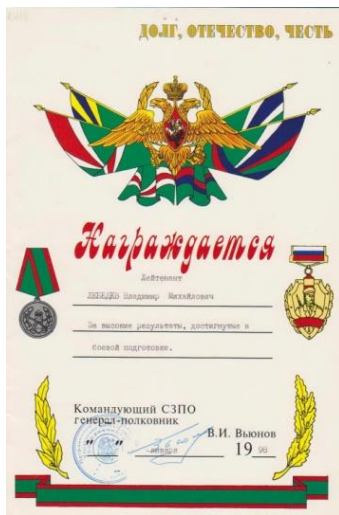 ДОЛГ, ОТЕЧЕСТВО, ЧЕСТЬ
Награждается
Лейтенант
ЛЕБЕДЕВ Владимир Михайлович
За высокие результаты, достигнутые в
боевой подготовке.
Командующий СЗПО
генерал-полковник
В.И. Вьюнов
" " января 19 98